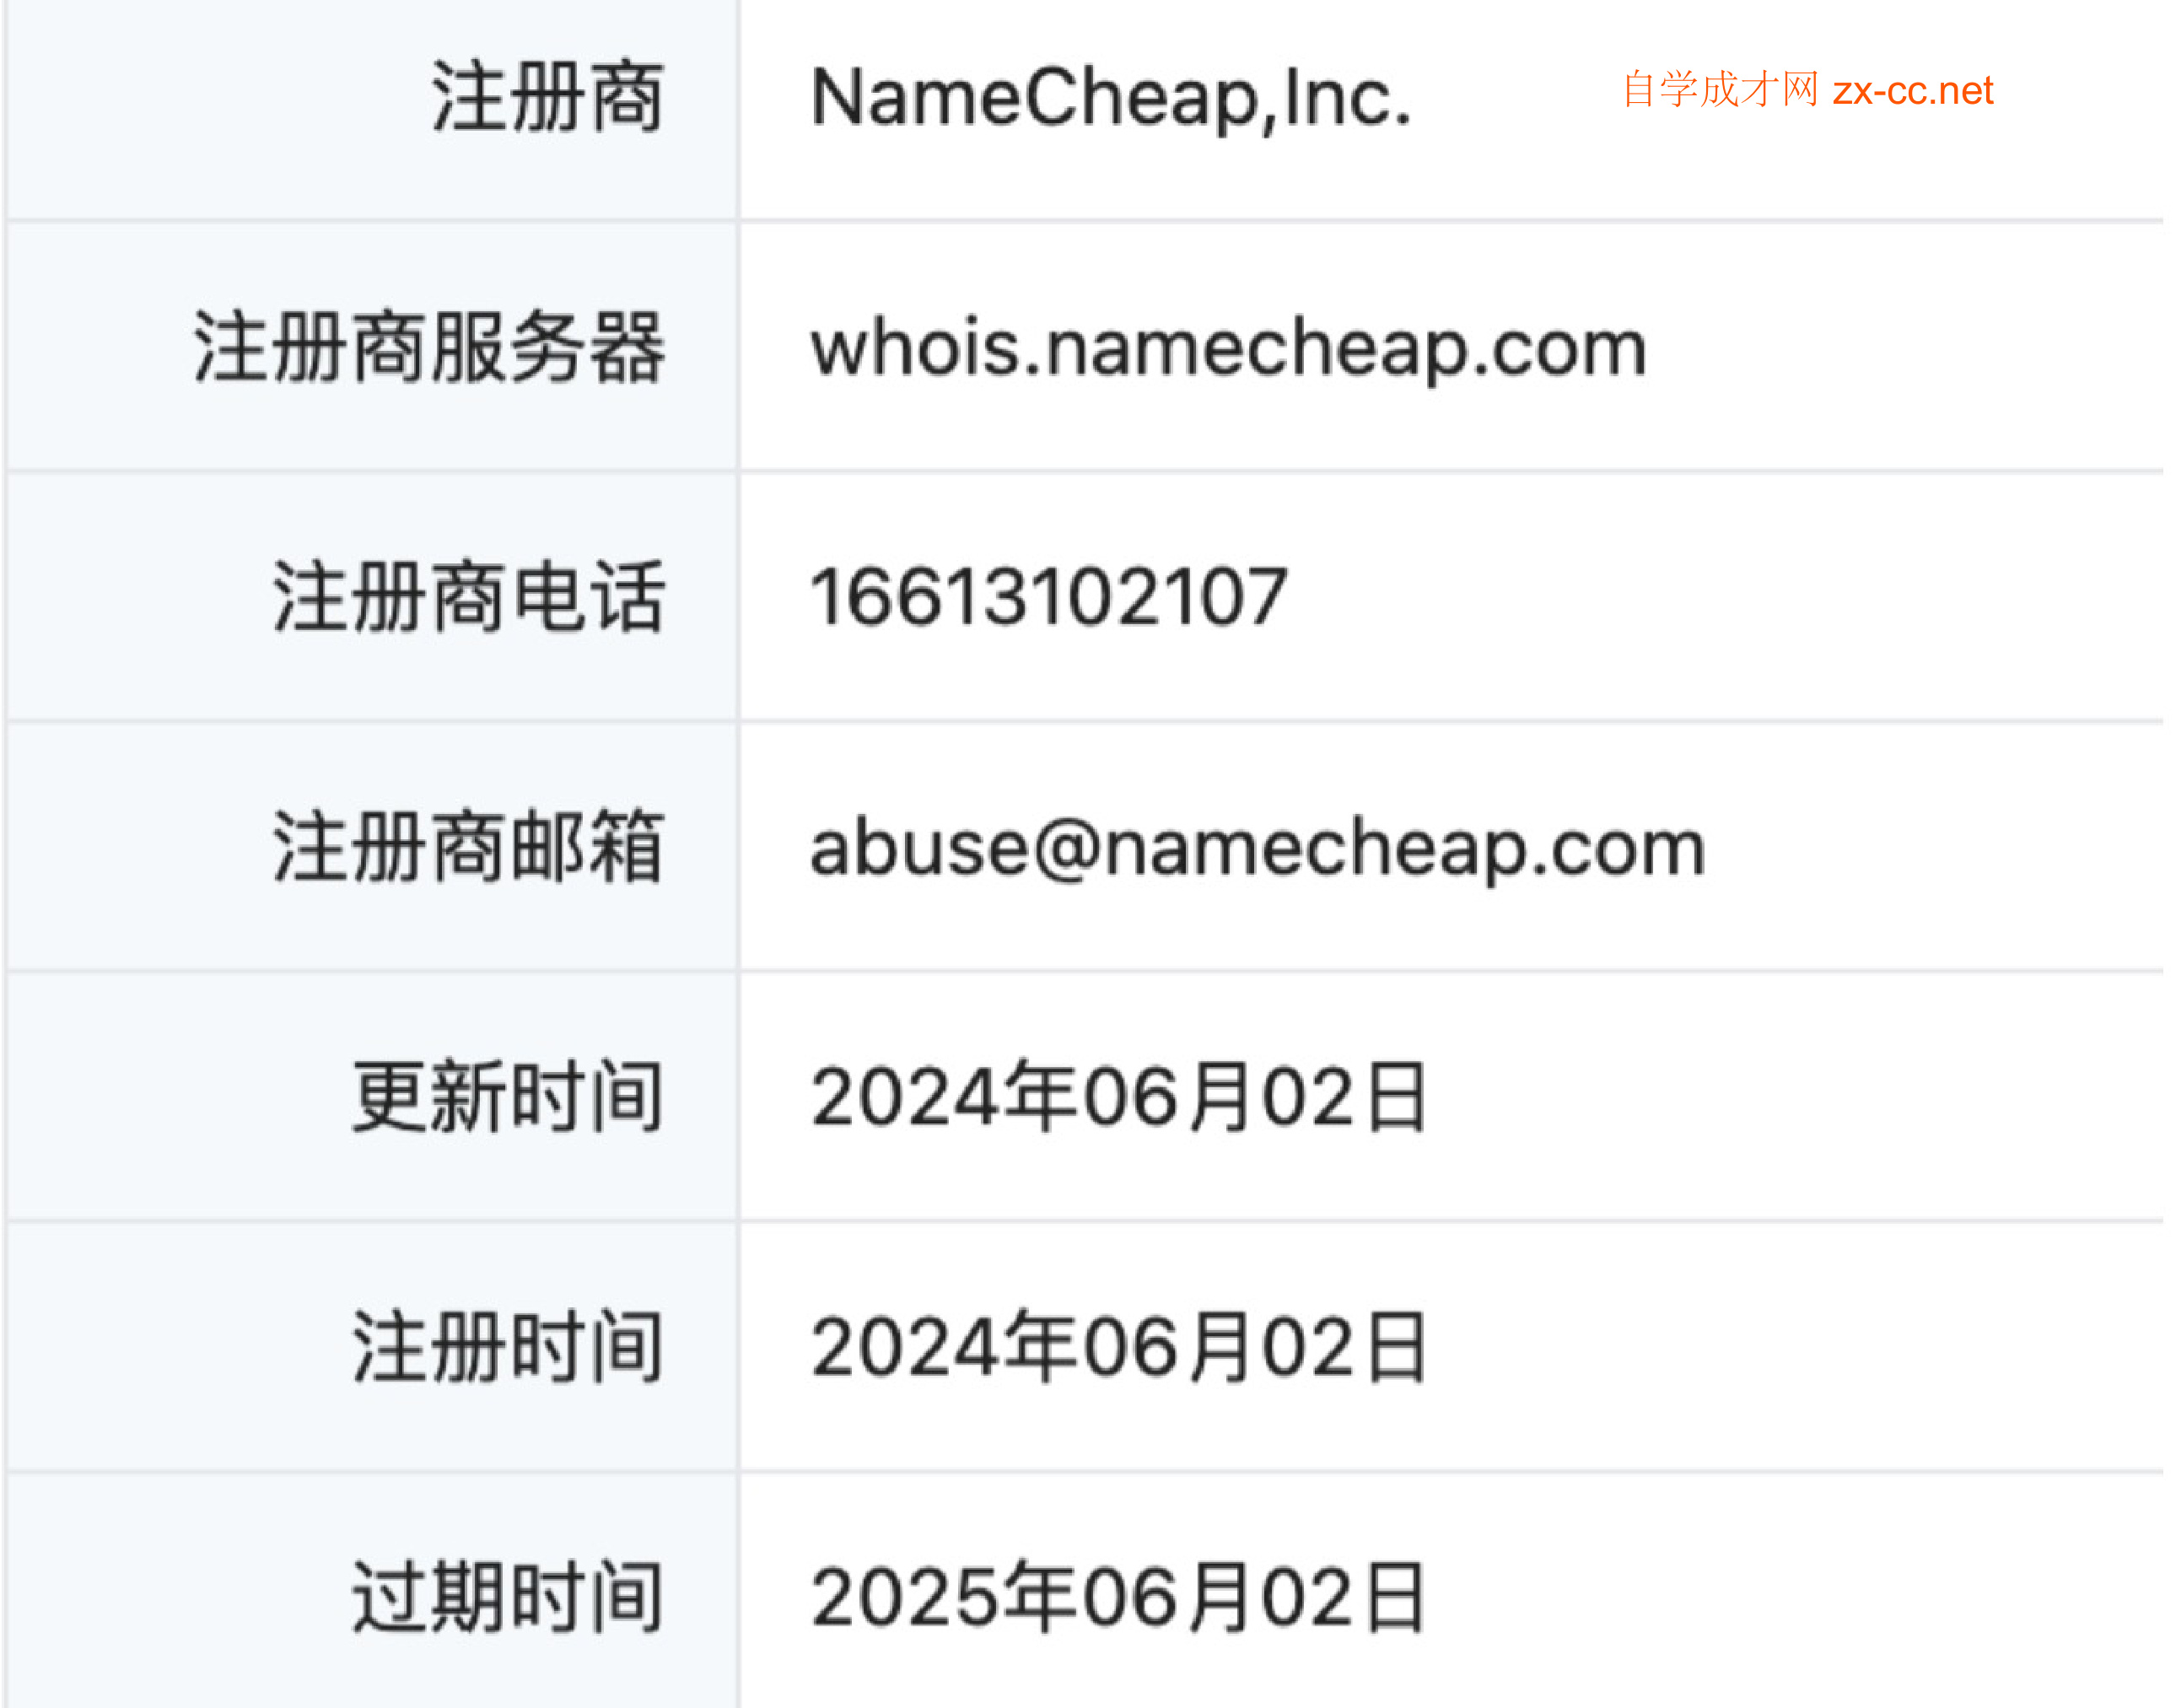 注册商 NameCheap,Inc. 自学成才网 zx-cc.net
注册商服务器 whois.namecheap.com
注册商电话 16613102107
注册商邮箱 abuse@namecheap.com
更新时间 2024年06月02日
注册时间 2024年06月02日
过期时间 2025年06月02日